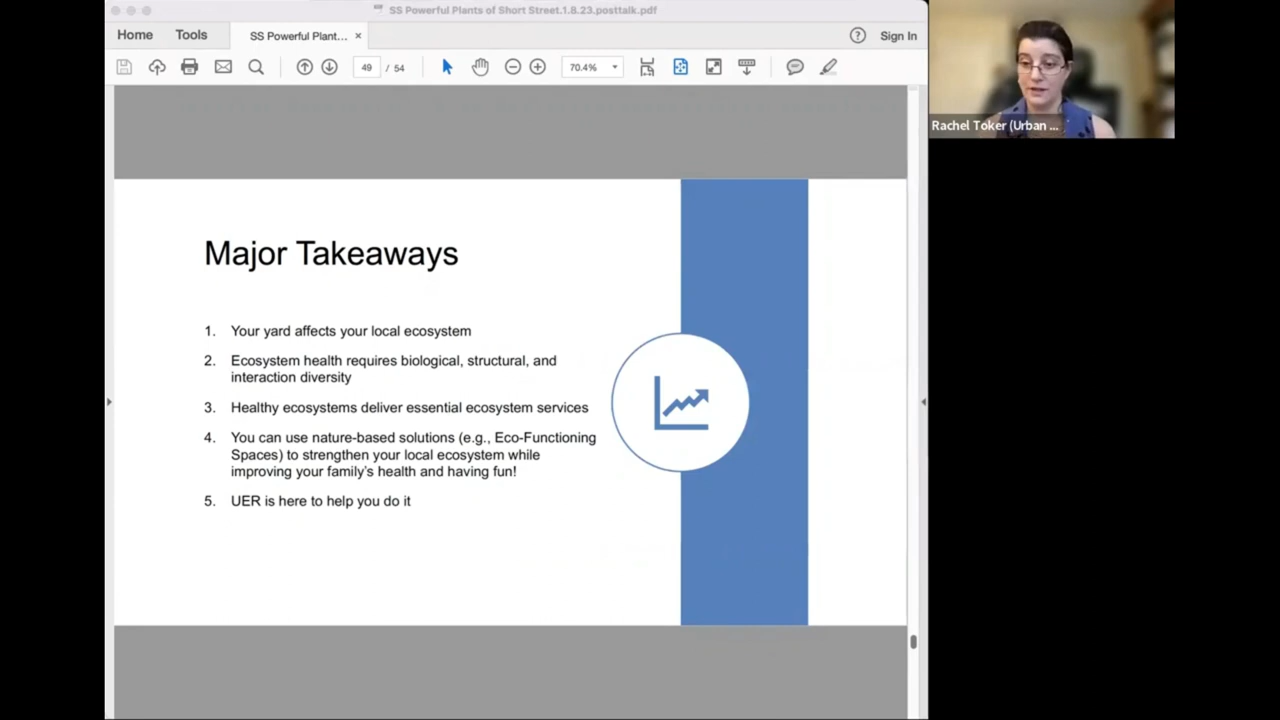 SS Powerful Plants of Short Street.1.8.23.posttalk.pdf
Home
Tools
SS Powerful Plant...
Sign In
49 / 54
70.4%
Rachel Toker (Urban ...
Major Takeaways
1. Your yard affects your local ecosystem
2. Ecosystem health requires biological, structural, and
interaction diversity
3. Healthy ecosystems deliver essential ecosystem services
4. You can use nature-based solutions (e.g., Eco-Functioning
Spaces) to strengthen your local ecosystem while
improving your family's health and having fun!
5. UER is here to help you do it